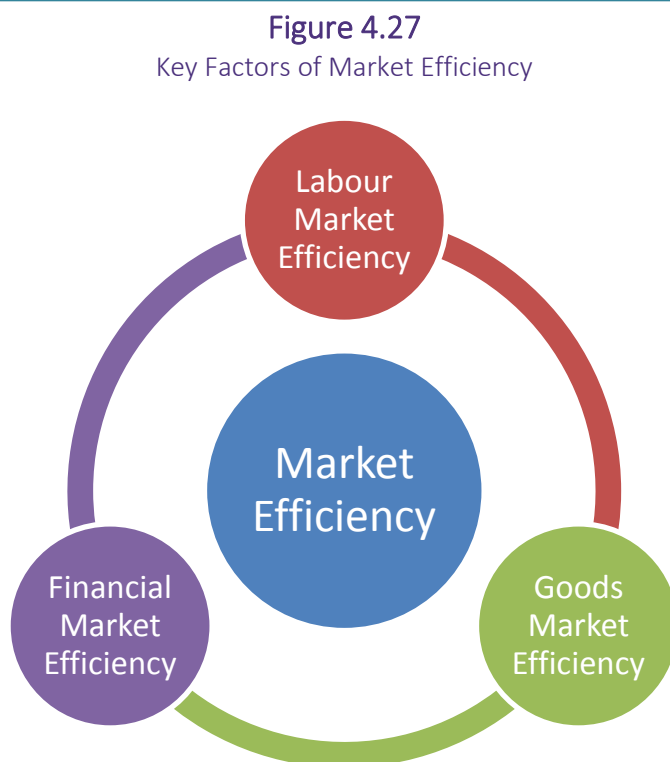 Figure 4.27
Key Factors of Market Efficiency
Labour
Market
Efficiency
Market
Efficiency
Financial
Market
Efficiency
Goods
Market
Efficiency